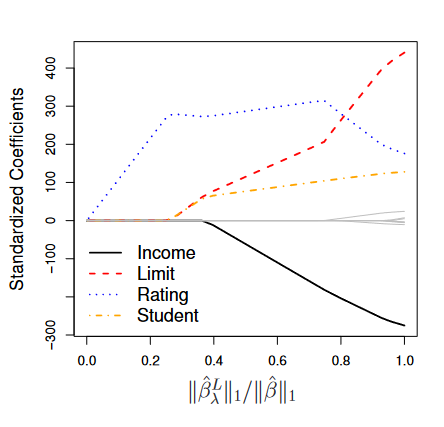 Standardized Coefficients
400
300
200
100
0
−100
−300
Income
Limit
Rating
Student
0.0 0.2 0.4 0.6 0.8 1.0
‖β̂λᴸ‖₁/‖β̂‖₁